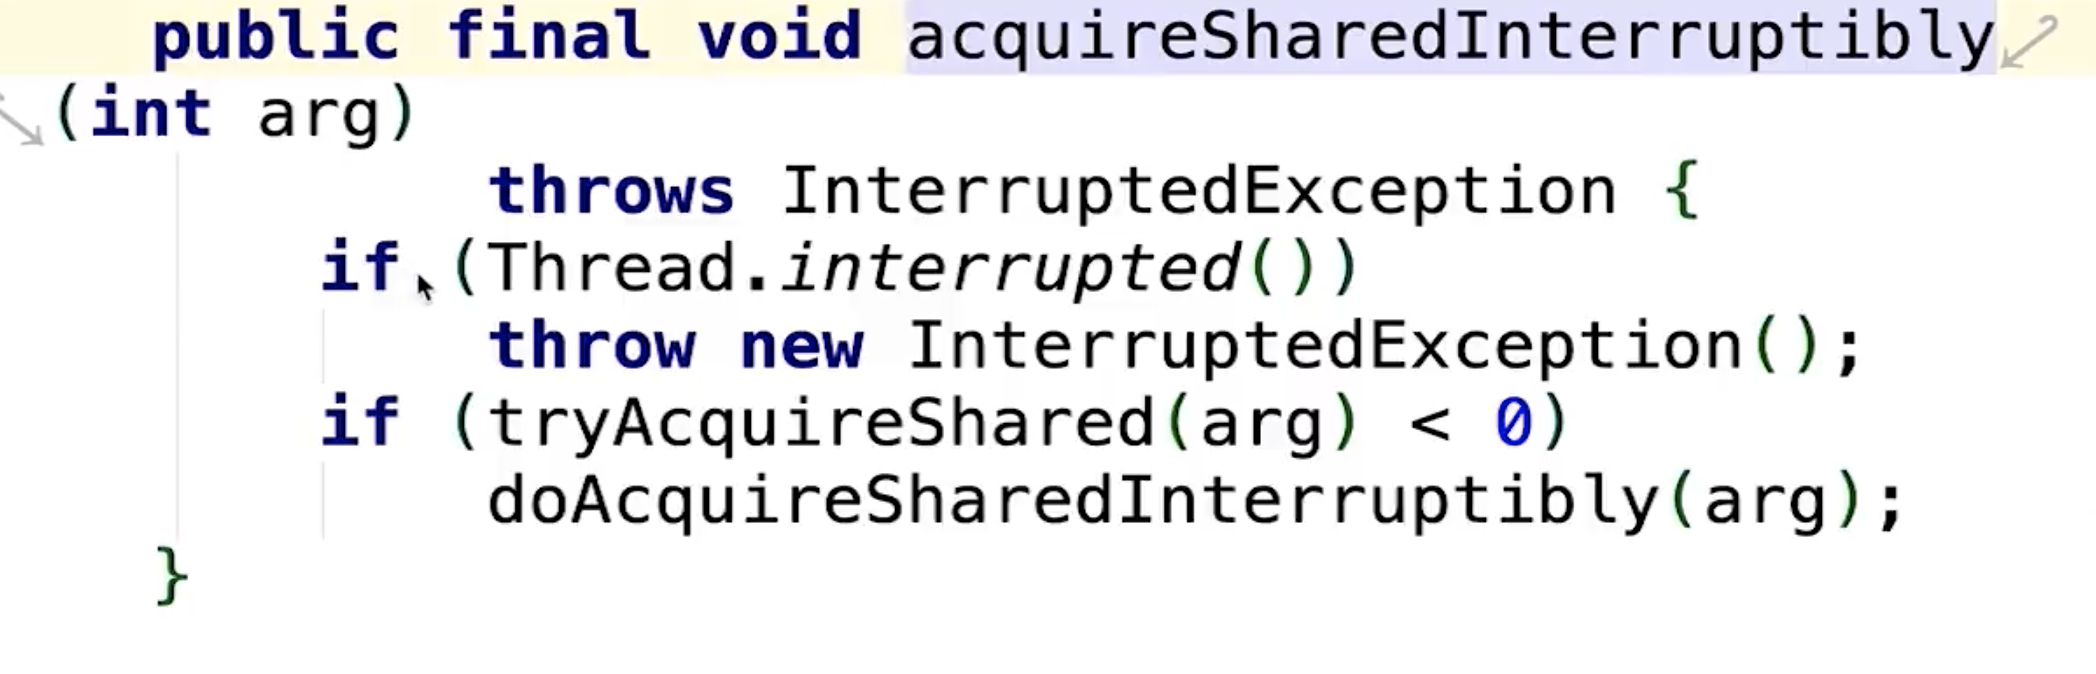 public final void acquireSharedInterruptibly
(int arg)
throws InterruptedException {
if (Thread.interrupted())
throw new InterruptedException();
if (tryAcquireShared(arg) < 0)
doAcquireSharedInterruptibly(arg);
}